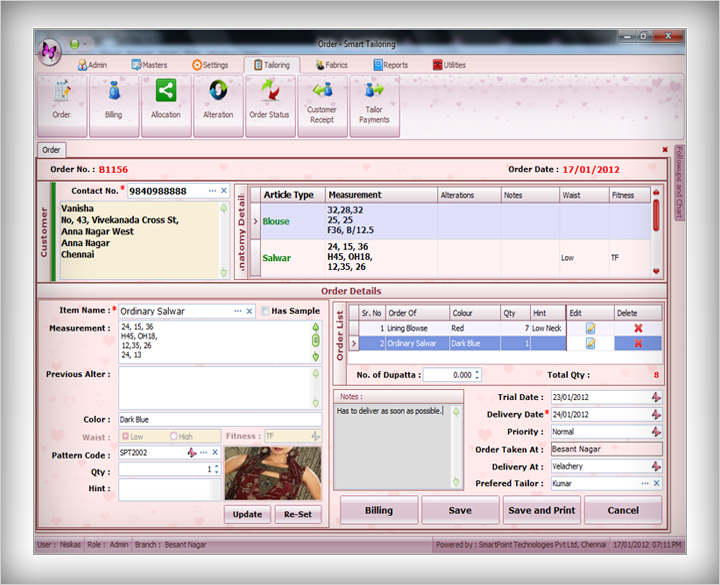 Order - Smart Tailoring
Admin Masters Settings Tailoring Fabrics Reports Utilities
Order Billing Allocation Alteration Order Status Customer Receipt Tailor Payments
Order
Order No. : B1156 Order Date : 17/01/2012
Followups and Chart
Customer
Contact No. * 9840988888
Vanisha
No, 43, Vivekanada Cross St,
Anna Nagar West
Anna Nagar
Chennai
natomy Detail
Article Type Measurement Alterations Notes Waist Fitness
Blouse 32,28,32
25, 25
F36, B/12.5
Salwar 24, 15, 36 Low TF
H45, OH18,
12,35, 26
Order Details
Item Name : * Ordinary Salwar Has Sample
Measurement : 24, 15, 36
H45, OH18,
12,35, 26
24, 13
Previous Alter :
Color : Dark Blue
Waist : Low High Fitness : TF
Pattern Code : SPT2002
Qty : 1
Hint :
Update Re-Set
Order List
Sr. No Order Of Colour Qty Hint Edit Delete
1 Lining Blowse Red 7 Low Neck
2 Ordinary Salwar Dark Blue 1
No. of Dupatta : 0.000 Total Qty : 8
Notes :
Has to deliver as soon as possible.
Trial Date : 23/01/2012
Delivery Date * 24/01/2012
Priority : Normal
Order Taken At : Besant Nagar
Delivery At : Velachery
Prefered Tailor : Kumar
Billing Save Save and Print Cancel
User : Nisikas Role : Admin Branch : Besant Nagar Powered by : SmartPoint Technologies Pvt Ltd, Chennai 17/01/2012 07:11 PM